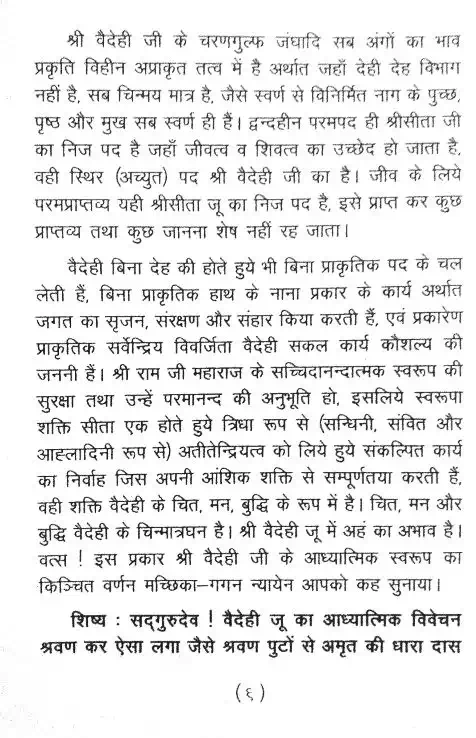 श्री वैदेही जी के चरणगुल्फ जंघादि सब अंगों का भाव
प्रकृति विहीन अप्राकृत तत्व में है अर्थात जहाँ देही देह विभाग
नहीं है, सब चिन्मय मात्र है, जैसे स्वर्ण से विनिर्मित नाग के पुच्छ,
पृष्ठ और मुख सब स्वर्ण ही हैं। द्वन्दहीन परमपद ही श्रीसीता जी
का निज पद है जहाँ जीवत्व व शिवत्व का उच्छेद हो जाता है,
वही स्थिर (अच्युत) पद श्री वैदेही जी का है। जीव के लिये
परमप्राप्तव्य यही श्रीसीता जू का निज पद है, इसे प्राप्त कर कुछ
प्राप्तव्य तथा कुछ जानना शेष नहीं रह जाता।
वैदेही बिना देह की होते हुये भी बिना प्राकृतिक पद के चल
लेती हैं, बिना प्राकृतिक हाथ के नाना प्रकार के कार्य अर्थात
जगत का सृजन, संरक्षण और संहार किया करती हैं, एवं प्रकारेण
प्राकृतिक सर्वेन्द्रिय विवर्जिता वैदेही सकल कार्य कौशल्य की
जननी हैं। श्री राम जी महाराज के सच्चिदानन्दात्मक स्वरूप की
सुरक्षा तथा उन्हें परमानन्द की अनुभूति हो, इसलिये स्वरूपा
शक्ति सीता एक होते हुये त्रिधा रूप से (सन्धिनी, संवित और
आह्लादिनी रूप से) अतीतेन्द्रियत्व को लिये हुये संकल्पित कार्य
का निर्वाह जिस अपनी आंशिक शक्ति से सम्पूर्णतया करती हैं,
वही शक्ति वैदेही के चित, मन, बुद्धि के रूप में है। चित, मन और
बुद्धि वैदेही के चिन्मात्रघन है। श्री वैदेही जू में अहं का अभाव है।
वत्स ! इस प्रकार श्री वैदेही जी के आध्यात्मिक स्वरूप का
किञ्चित वर्णन मच्छिका–गगन न्यायेन आपको कह सुनाया।
शिष्य : सद्गुरुदेव ! वैदेही जू का आध्यात्मिक विवेचन
श्रवण कर ऐसा लगा जैसे श्रवण पुटों से अमृत की धारा दास
(६)